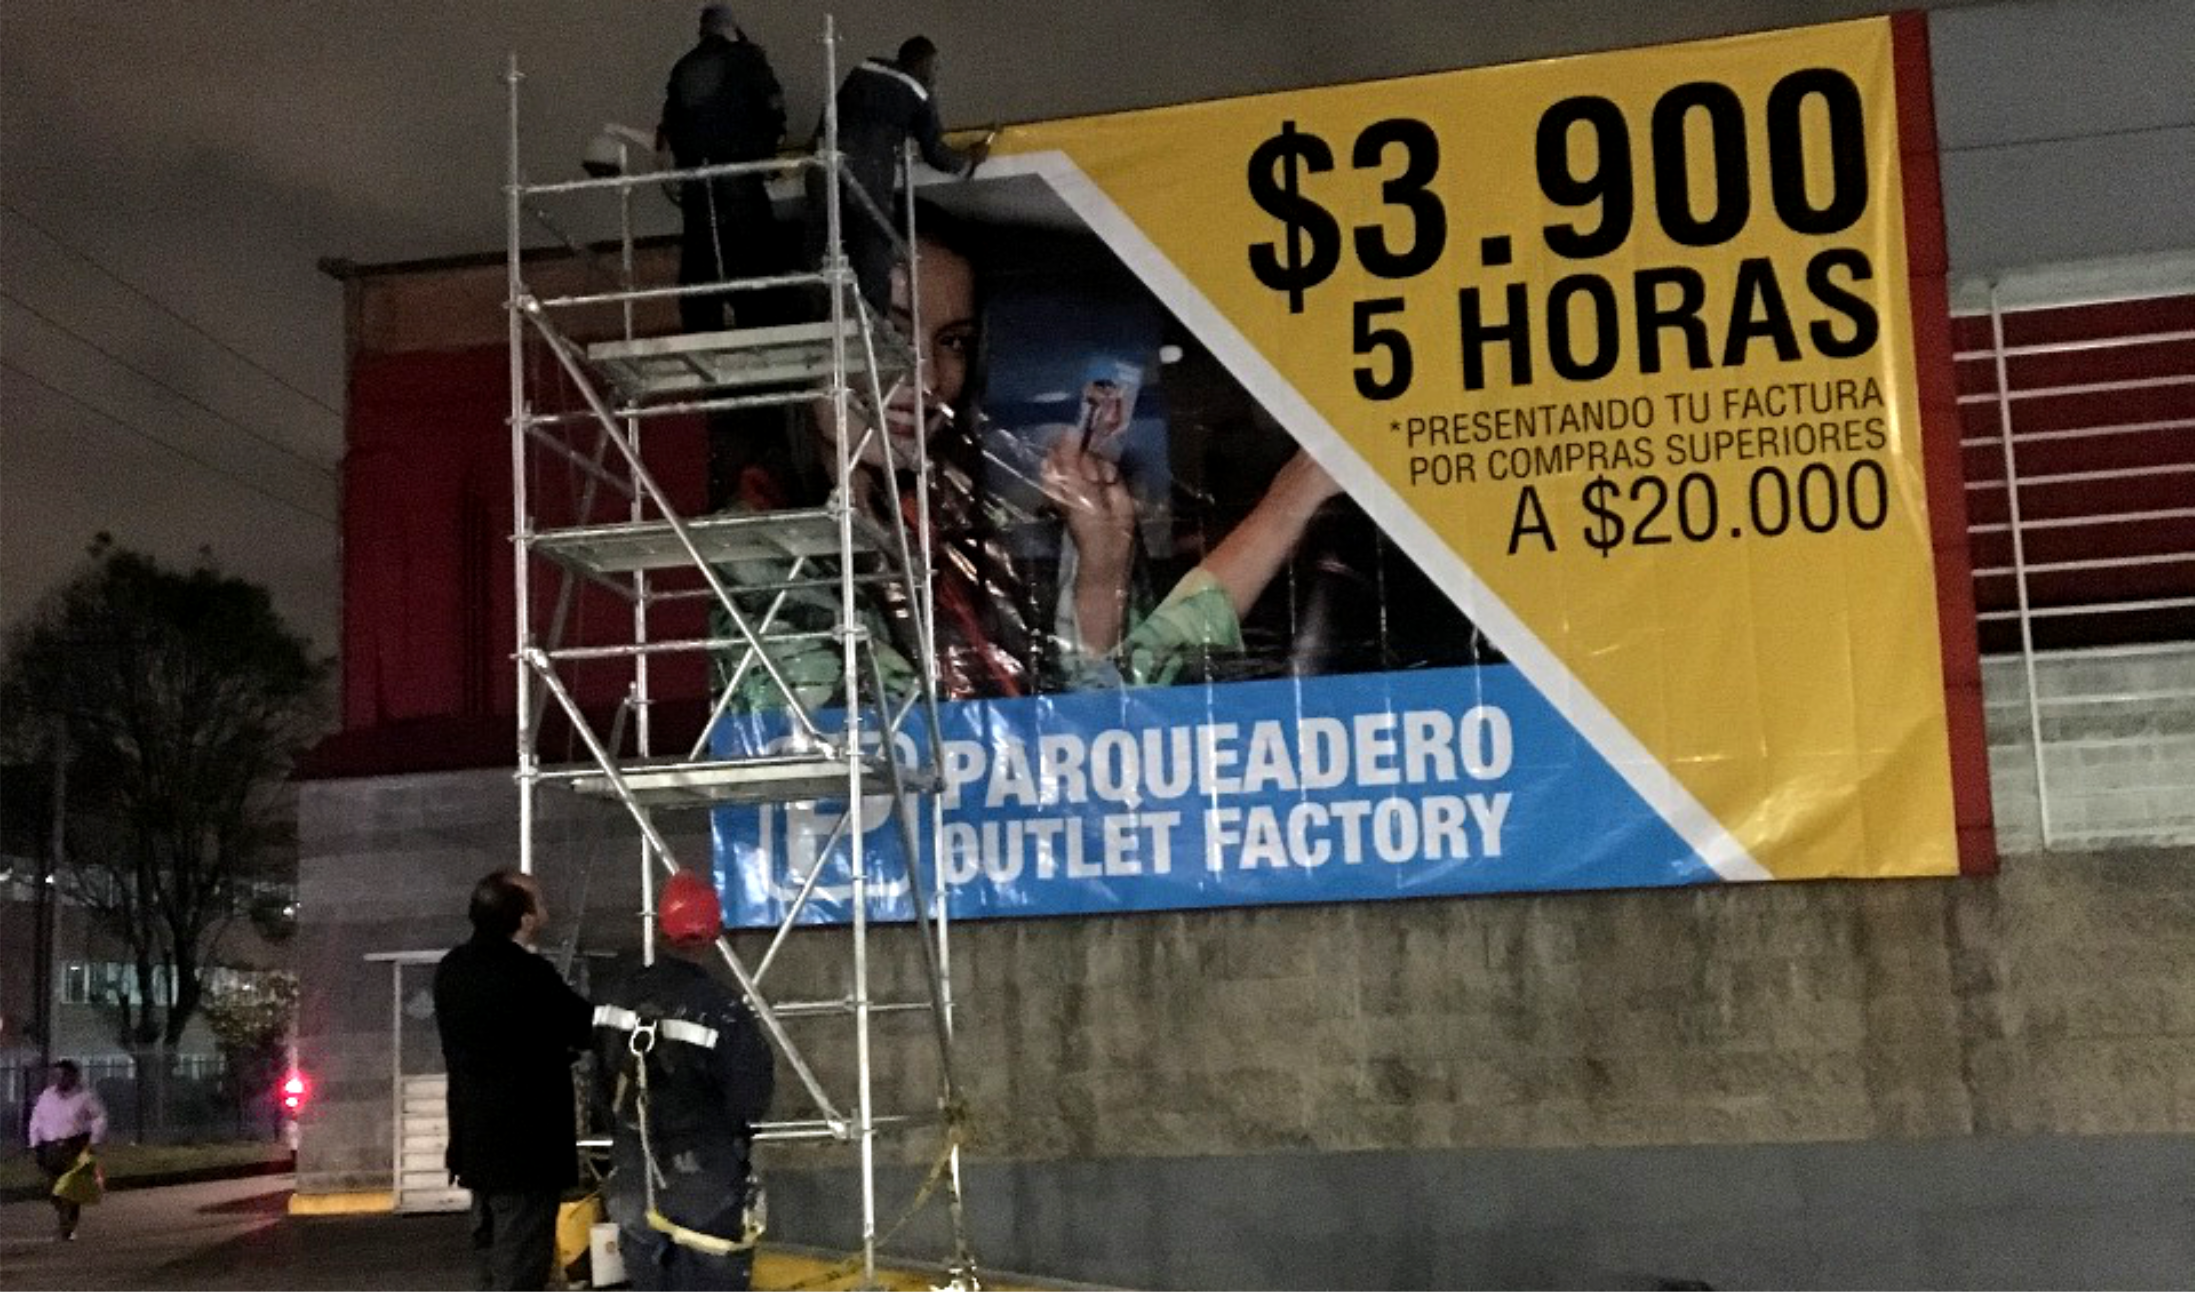 $3.900
5 HORAS
*PRESENTANDO TU FACTURA
POR COMPRAS SUPERIORES
A $20.000
PARQUEADERO
OUTLET FACTORY